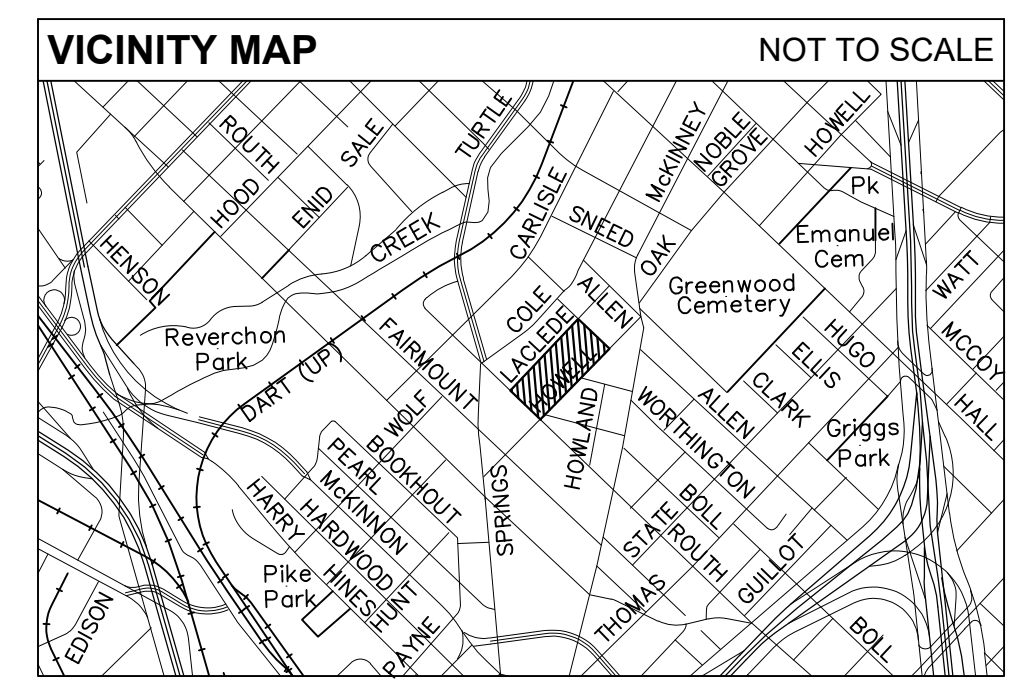 VICINITY MAP
NOT TO SCALE
ROUTH
SALE
TURTLE
McKINNEY
NOBLE
GROVE
HOWELL
HOOD
ENID
CARLISLE
Pk
HENSON
CREEK
SNEED
OAK
Emanuel
Cem
WATT
Greenwood
Cemetery
COLE
ALLEN
LACLEDE
HOWELL
Reverchon
Park
FAIRMOUNT
HUGO
MCCOY
DART (UP)
ELLIS
CLARK
HALL
WOLF
HOWLAND
WORTHINGTON
ALLEN
Griggs
Park
BOOKHOUT
PEARL
McKINNON
HARDWOOD
HARRY
SPRINGS
BOLL
STATE
ROUTH
GUILLOT
Pike
Park
HINES
HUNT
THOMAS
EDISON
PAYNE
BOLL